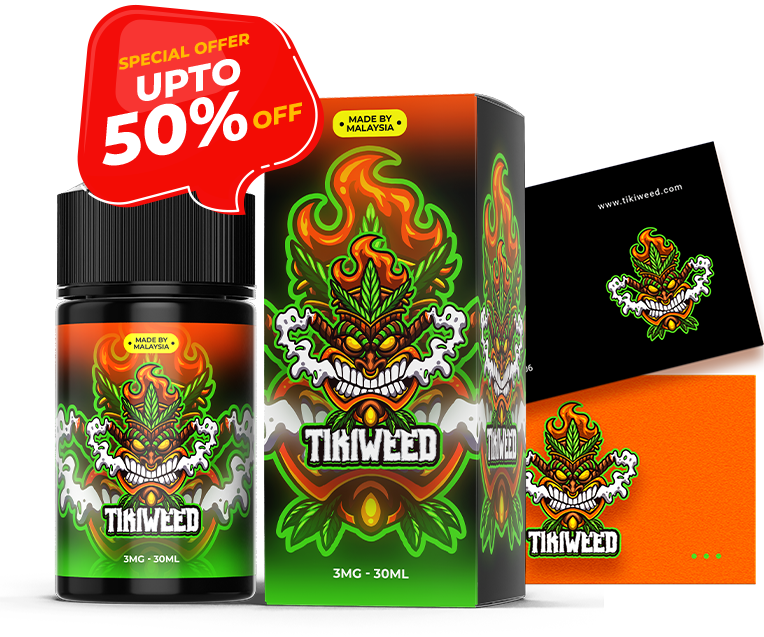 SPECIAL OFFER
UPTO
50% OFF
• MADE BY •
MALAYSIA
TIKIWEED
3MG - 30ML
• MADE BY •
MALAYSIA
TIKIWEED
3MG - 30ML
TIKIWEED
www.tikiweed.com
TIKIWEED